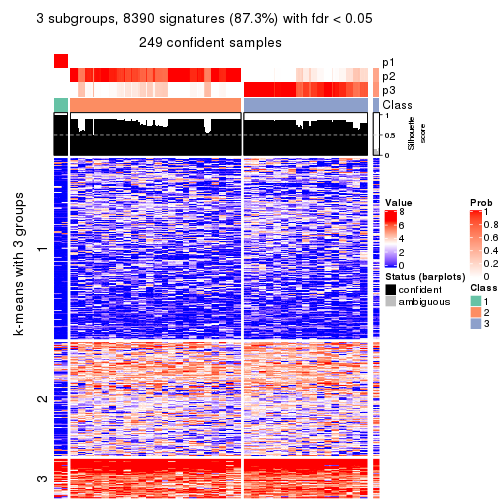 3 subgroups, 8390 signatures (87.3%) with fdr < 0.05
249 confident samples
p1
p2
p3
Class
1
0.5
0
Silhouette
score
k-means with 3 groups
1
2
3
Value
8
6
4
2
0
Status (barplots)
confident
ambiguous
Prob
1
0.8
0.6
0.4
0.2
0
Class
1
2
3